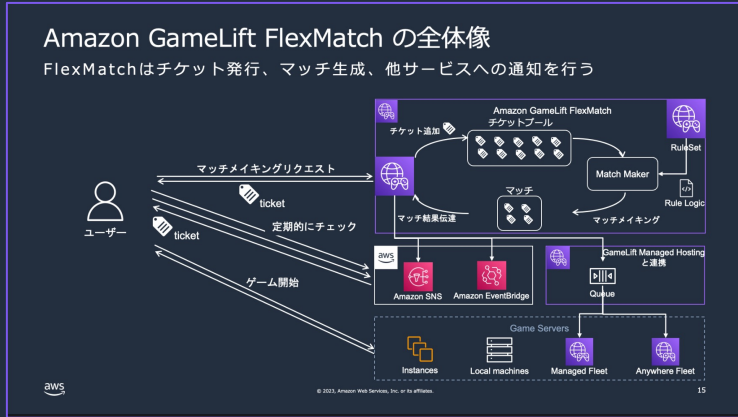 Amazon GameLift FlexMatch の全体像
FlexMatchはチケット発行、マッチ生成、他サービスへの通知を行う
Amazon GameLift FlexMatch
チケットプール
チケット追加
RuleSet
マッチメイキングリクエスト
Match Maker
ticket
マッチ
Rule Logic
マッチ結果伝達
マッチメイキング
ユーザー
ticket
定期的にチェック
aws
GameLift Managed Hosting
と連携
ゲーム開始
Amazon SNS
Amazon EventBridge
Queue
Game Servers
Instances
Local machines
Managed Fleet
Anywhere Fleet
aws
© 2023, Amazon Web Services, Inc. or its affiliates.
15